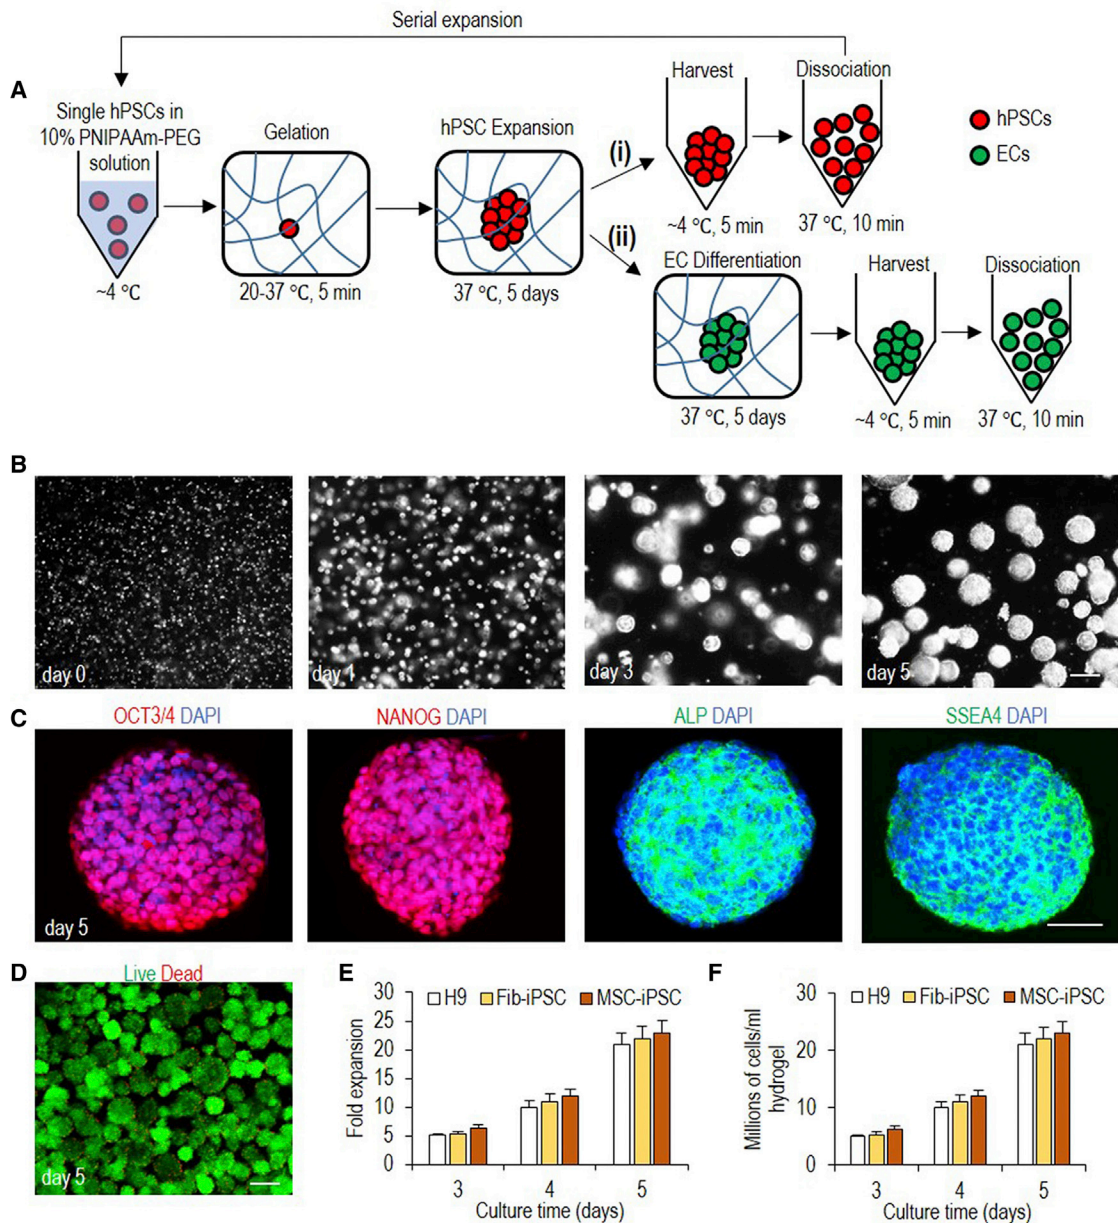 Serial expansion
A
Single hPSCs in
10% PNIPAAm-PEG
solution
~4 °C
Gelation
20-37 °C, 5 min
hPSC Expansion
37 °C, 5 days
(i)
Harvest
~4 °C, 5 min
Dissociation
37 °C, 10 min
hPSCs
ECs
(ii)
EC Differentiation
37 °C, 5 days
Harvest
~4 °C, 5 min
Dissociation
37 °C, 10 min
B
day 0
day 1
day 3
day 5
C
OCT3/4 DAPI
NANOG DAPI
ALP DAPI
SSEA4 DAPI
day 5
D
Live Dead
day 5
E
H9 Fib-iPSC MSC-iPSC
Fold expansion
30
25
20
15
10
5
0
3 4 5
Culture time (days)
F
H9 Fib-iPSC MSC-iPSC
Millions of cells/ml
hydrogel
30
20
10
0
3 4 5
Culture time (days)